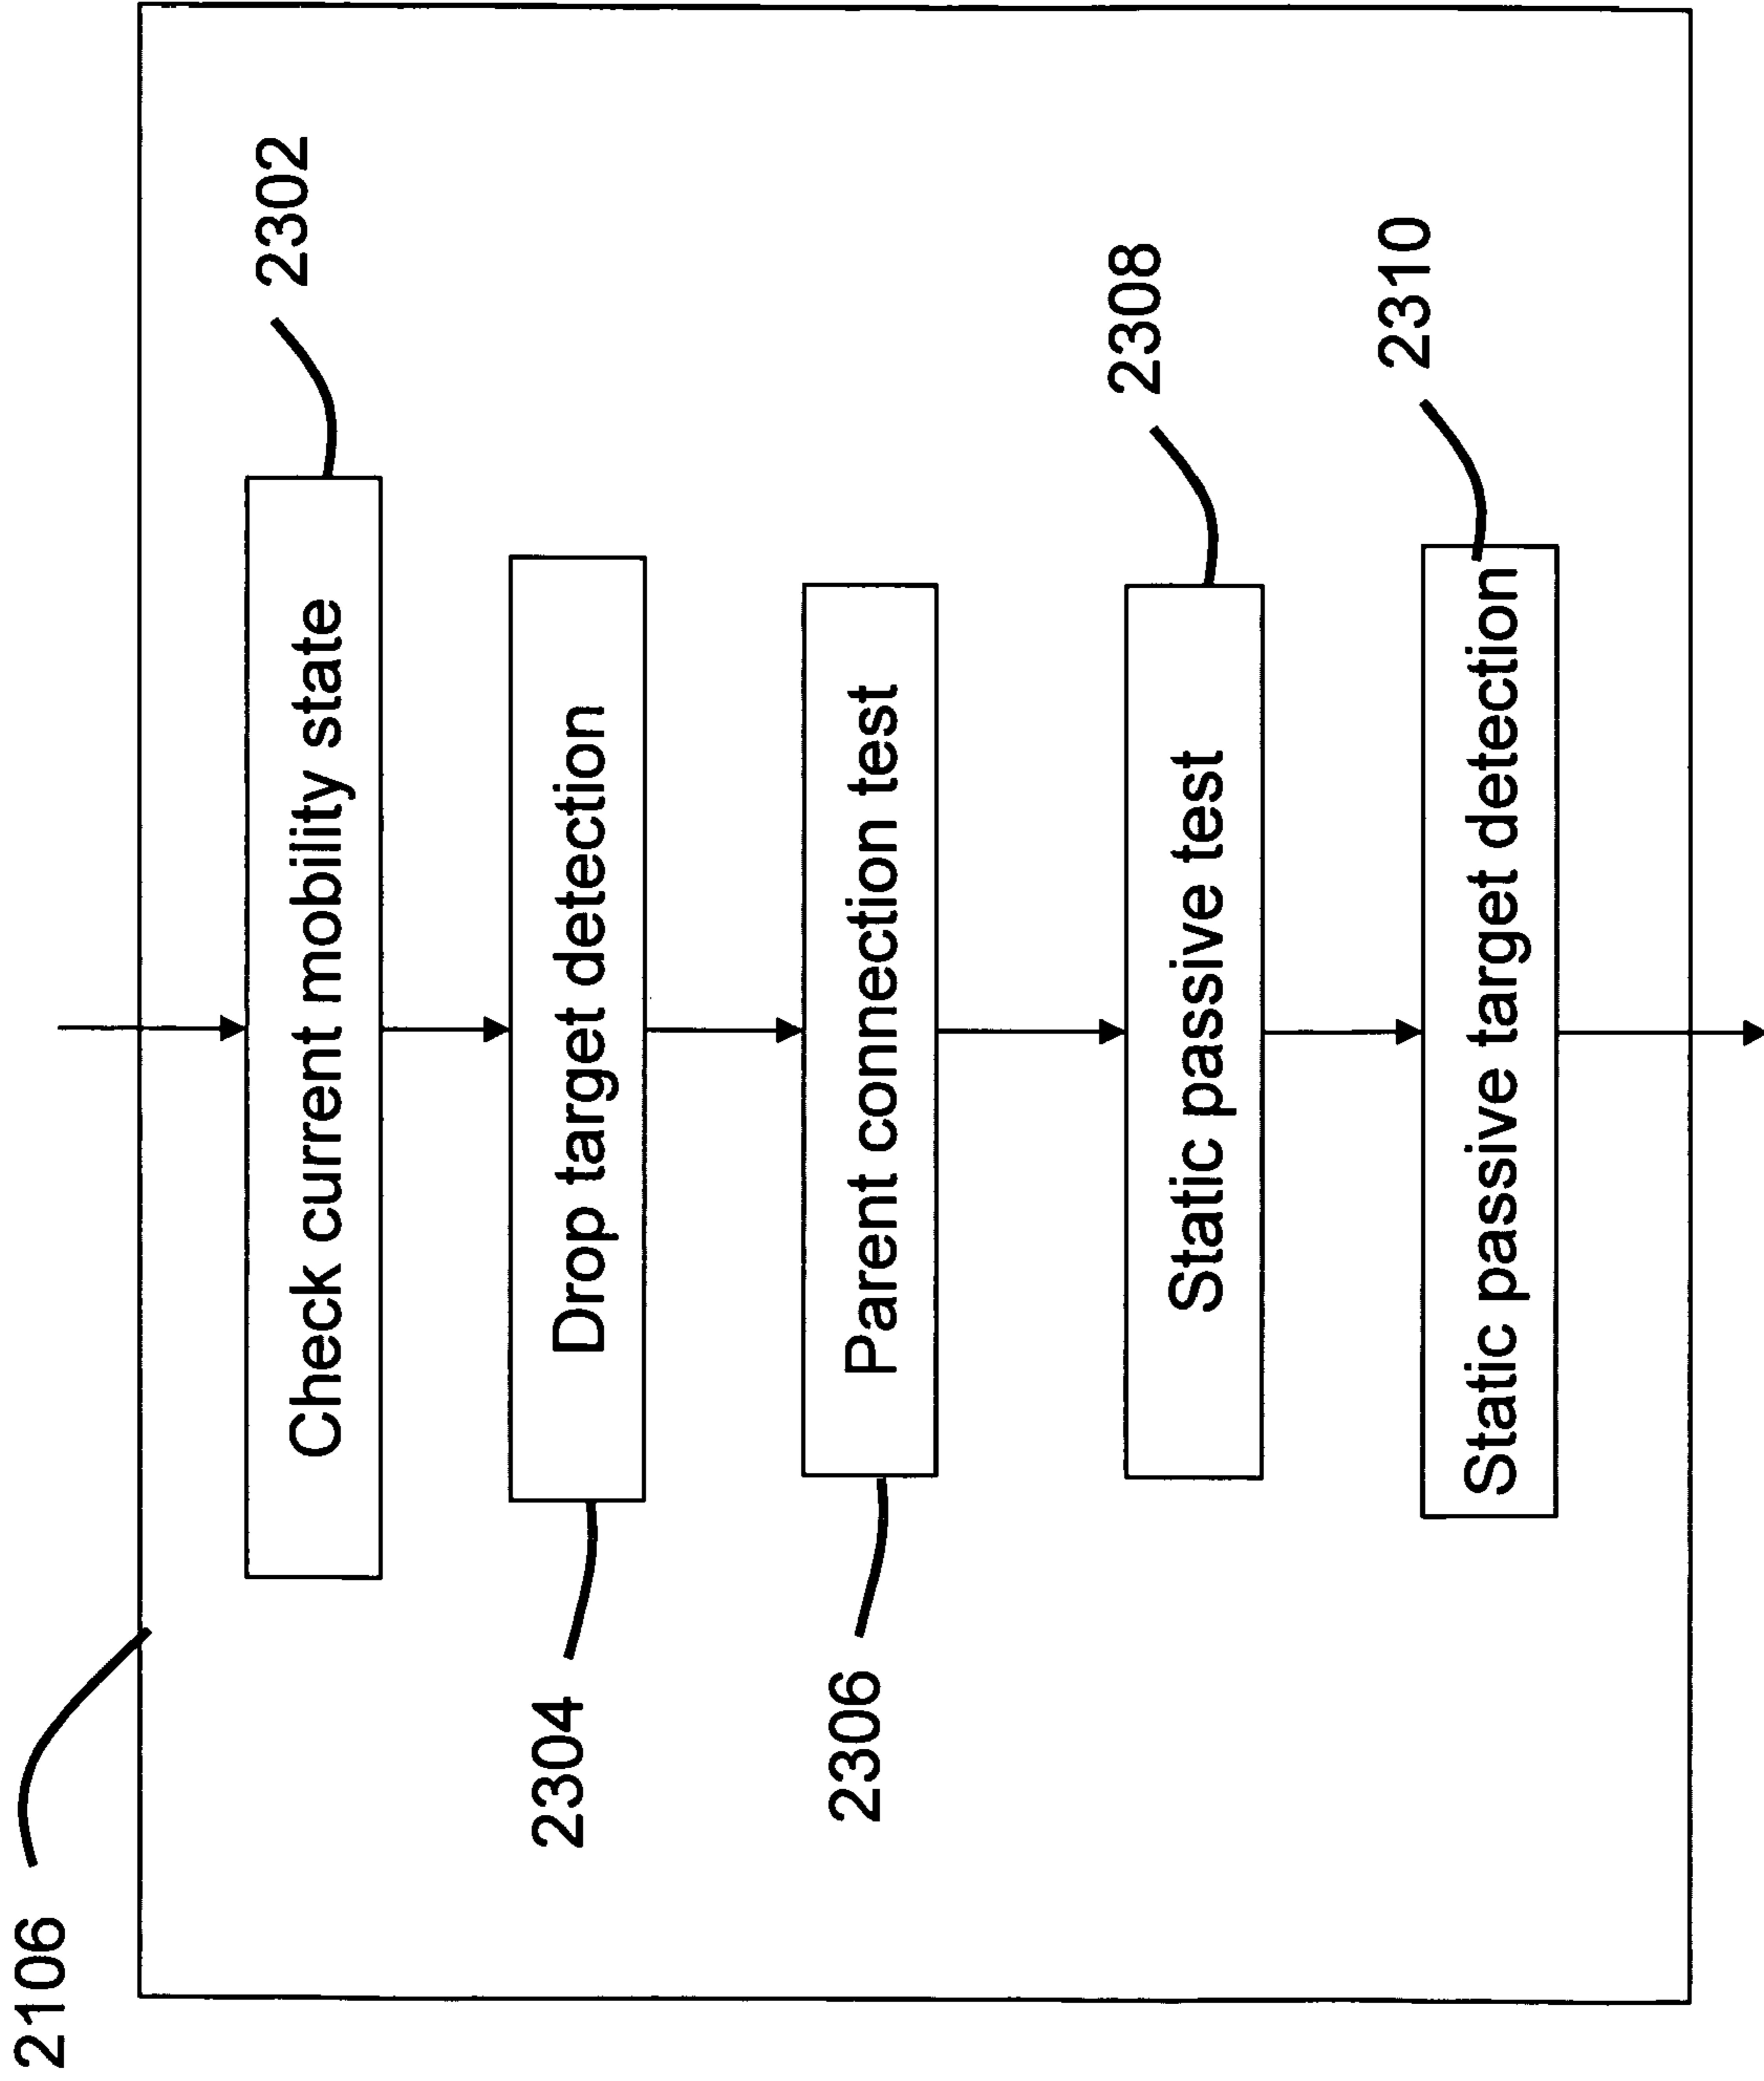 2106
Check current mobility state
2302
Drop target detection
2304
Parent connection test
2306
Static passive test
2308
Static passive target detection
2310